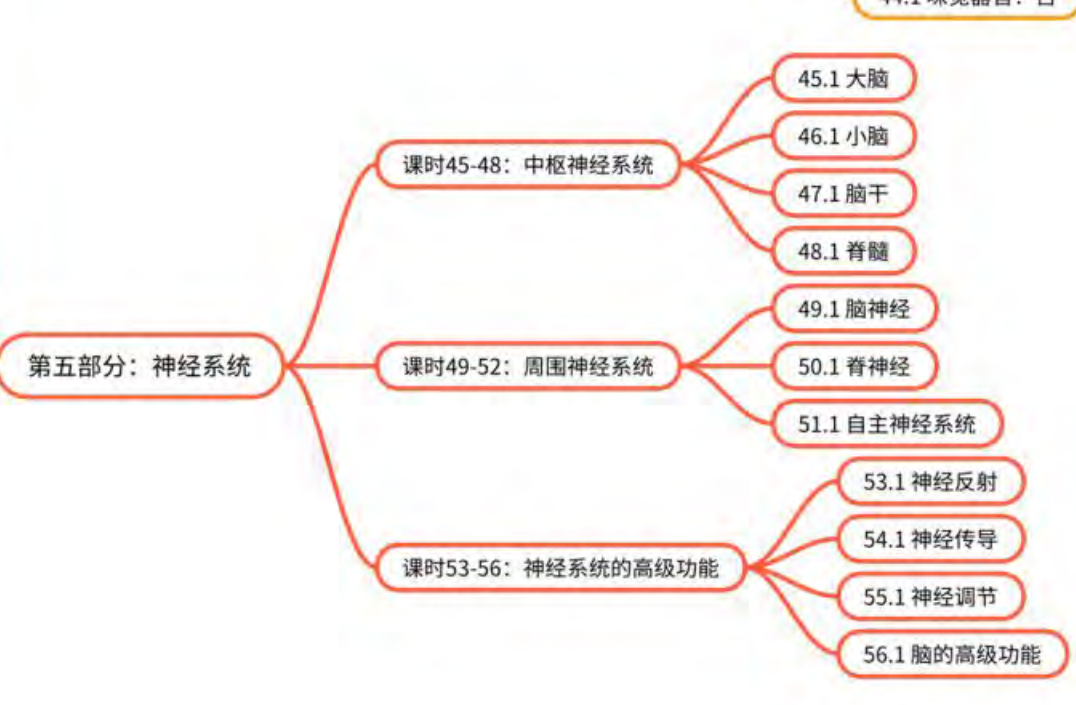 第五部分：神经系统
课时45-48：中枢神经系统
45.1 大脑
46.1 小脑
47.1 脑干
48.1 脊髓
课时49-52：周围神经系统
49.1 脑神经
50.1 脊神经
51.1 自主神经系统
课时53-56：神经系统的高级功能
53.1 神经反射
54.1 神经传导
55.1 神经调节
56.1 脑的高级功能